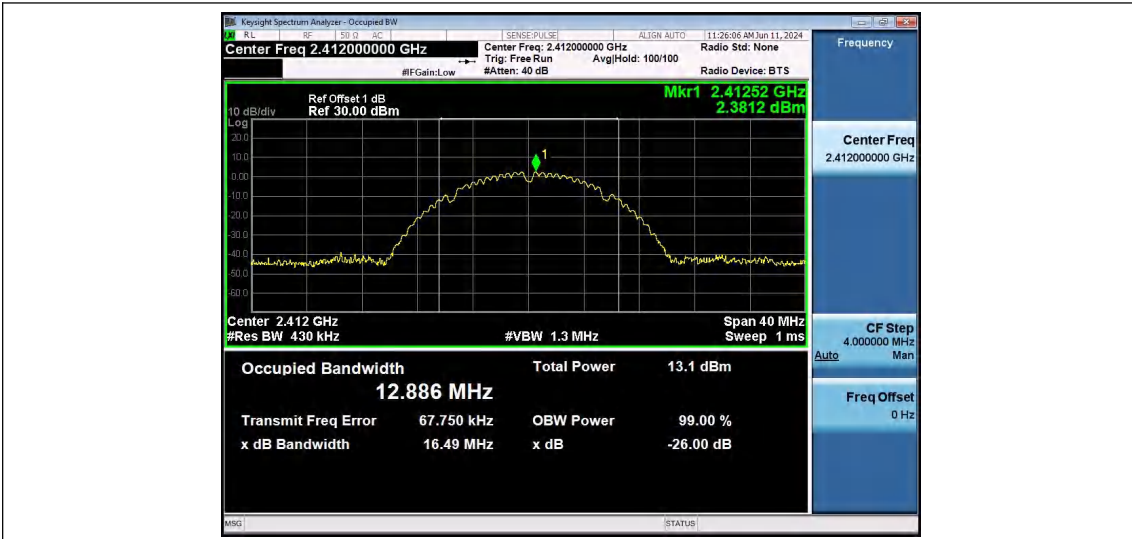 Keysight Spectrum Analyzer - Occupied BW
LXI RL RF 50 Ω AC SENSE:PULSE ALIGN AUTO 11:26:06 AM Jun 11, 2024
Center Freq 2.412000000 GHz
Center Freq: 2.412000000 GHz
Radio Std: None
Trig: Free Run Avg|Hold: 100/100
#IFGain:Low #Atten: 40 dB Radio Device: BTS
Frequency
Mkr1 2.41252 GHz
2.3812 dBm
Ref Offset 1 dB
10 dB/div Ref 30.00 dBm
Log
20.0
10.0
0.00
-10.0
-20.0
-30.0
-40.0
-50.0
-60.0
1
Center 2.412 GHz Span 40 MHz
#Res BW 430 kHz #VBW 1.3 MHz Sweep 1 ms
Occupied Bandwidth Total Power 13.1 dBm
12.886 MHz
Transmit Freq Error 67.750 kHz OBW Power 99.00 %
x dB Bandwidth 16.49 MHz x dB -26.00 dB
Center Freq
2.412000000 GHz
CF Step
4.000000 MHz
Auto Man
Freq Offset
0 Hz
MSG STATUS